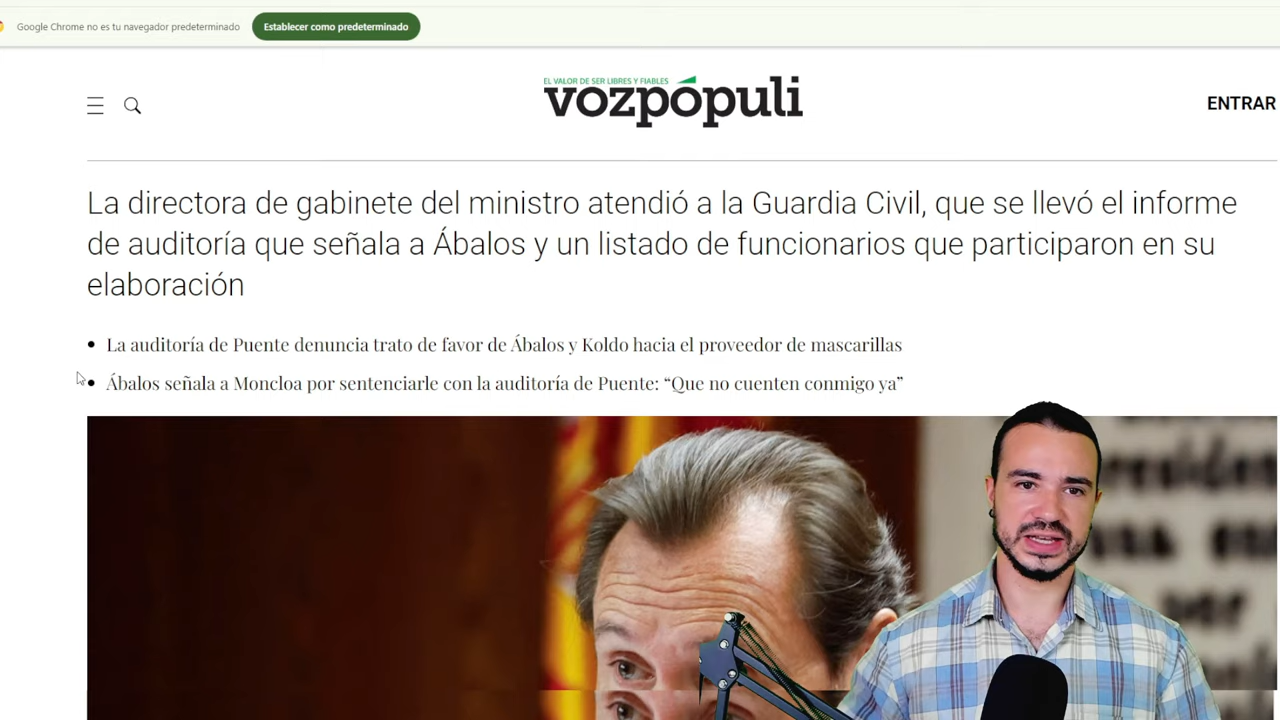 Google Chrome no es tu navegador predeterminado
Establecer como predeterminado
EL VALOR DE SER LIBRES Y FIABLES
vozpópuli
ENTRAR
La directora de gabinete del ministro atendió a la Guardia Civil, que se llevó el informe
de auditoría que señala a Ábalos y un listado de funcionarios que participaron en su
elaboración
La auditoría de Puente denuncia trato de favor de Ábalos y Koldo hacia el proveedor de mascarillas
Ábalos señala a Moncloa por sentenciarle con la auditoría de Puente: “Que no cuenten conmigo ya”